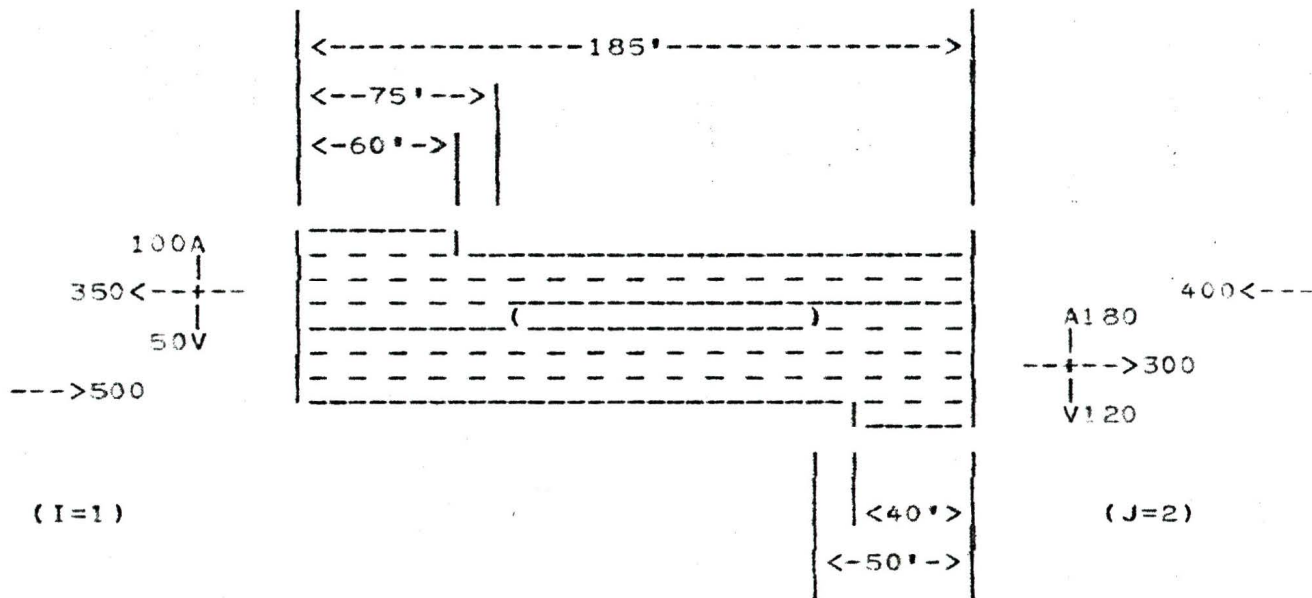 <-------------185'------------->
<--75'-->
<-60'->
100A
350<--+--
50V
--->500
400<---
A180
--+-->300
V120
(I=1)
<40'>
(J=2)
<-50'->